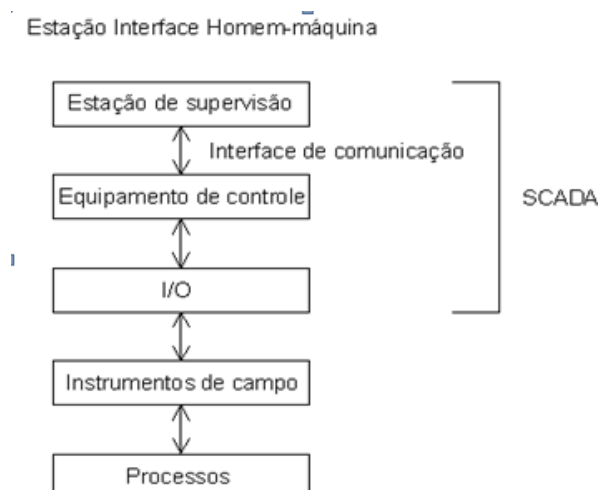 Estação Interface Homem-máquina
Estação de supervisão
Interface de comunicação
Equipamento de controle
SCADA
I/O
Instrumentos de campo
Processos